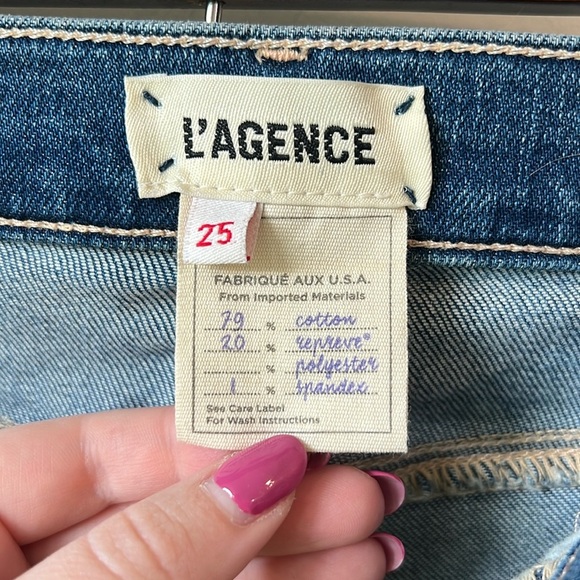 L'AGENCE
25
FABRIQUÉ AUX U.S.A.
From Imported Materials
79 % cotton
20 % repreve®
% polyester
1 % spandex
See Care Label
For Wash Instructions